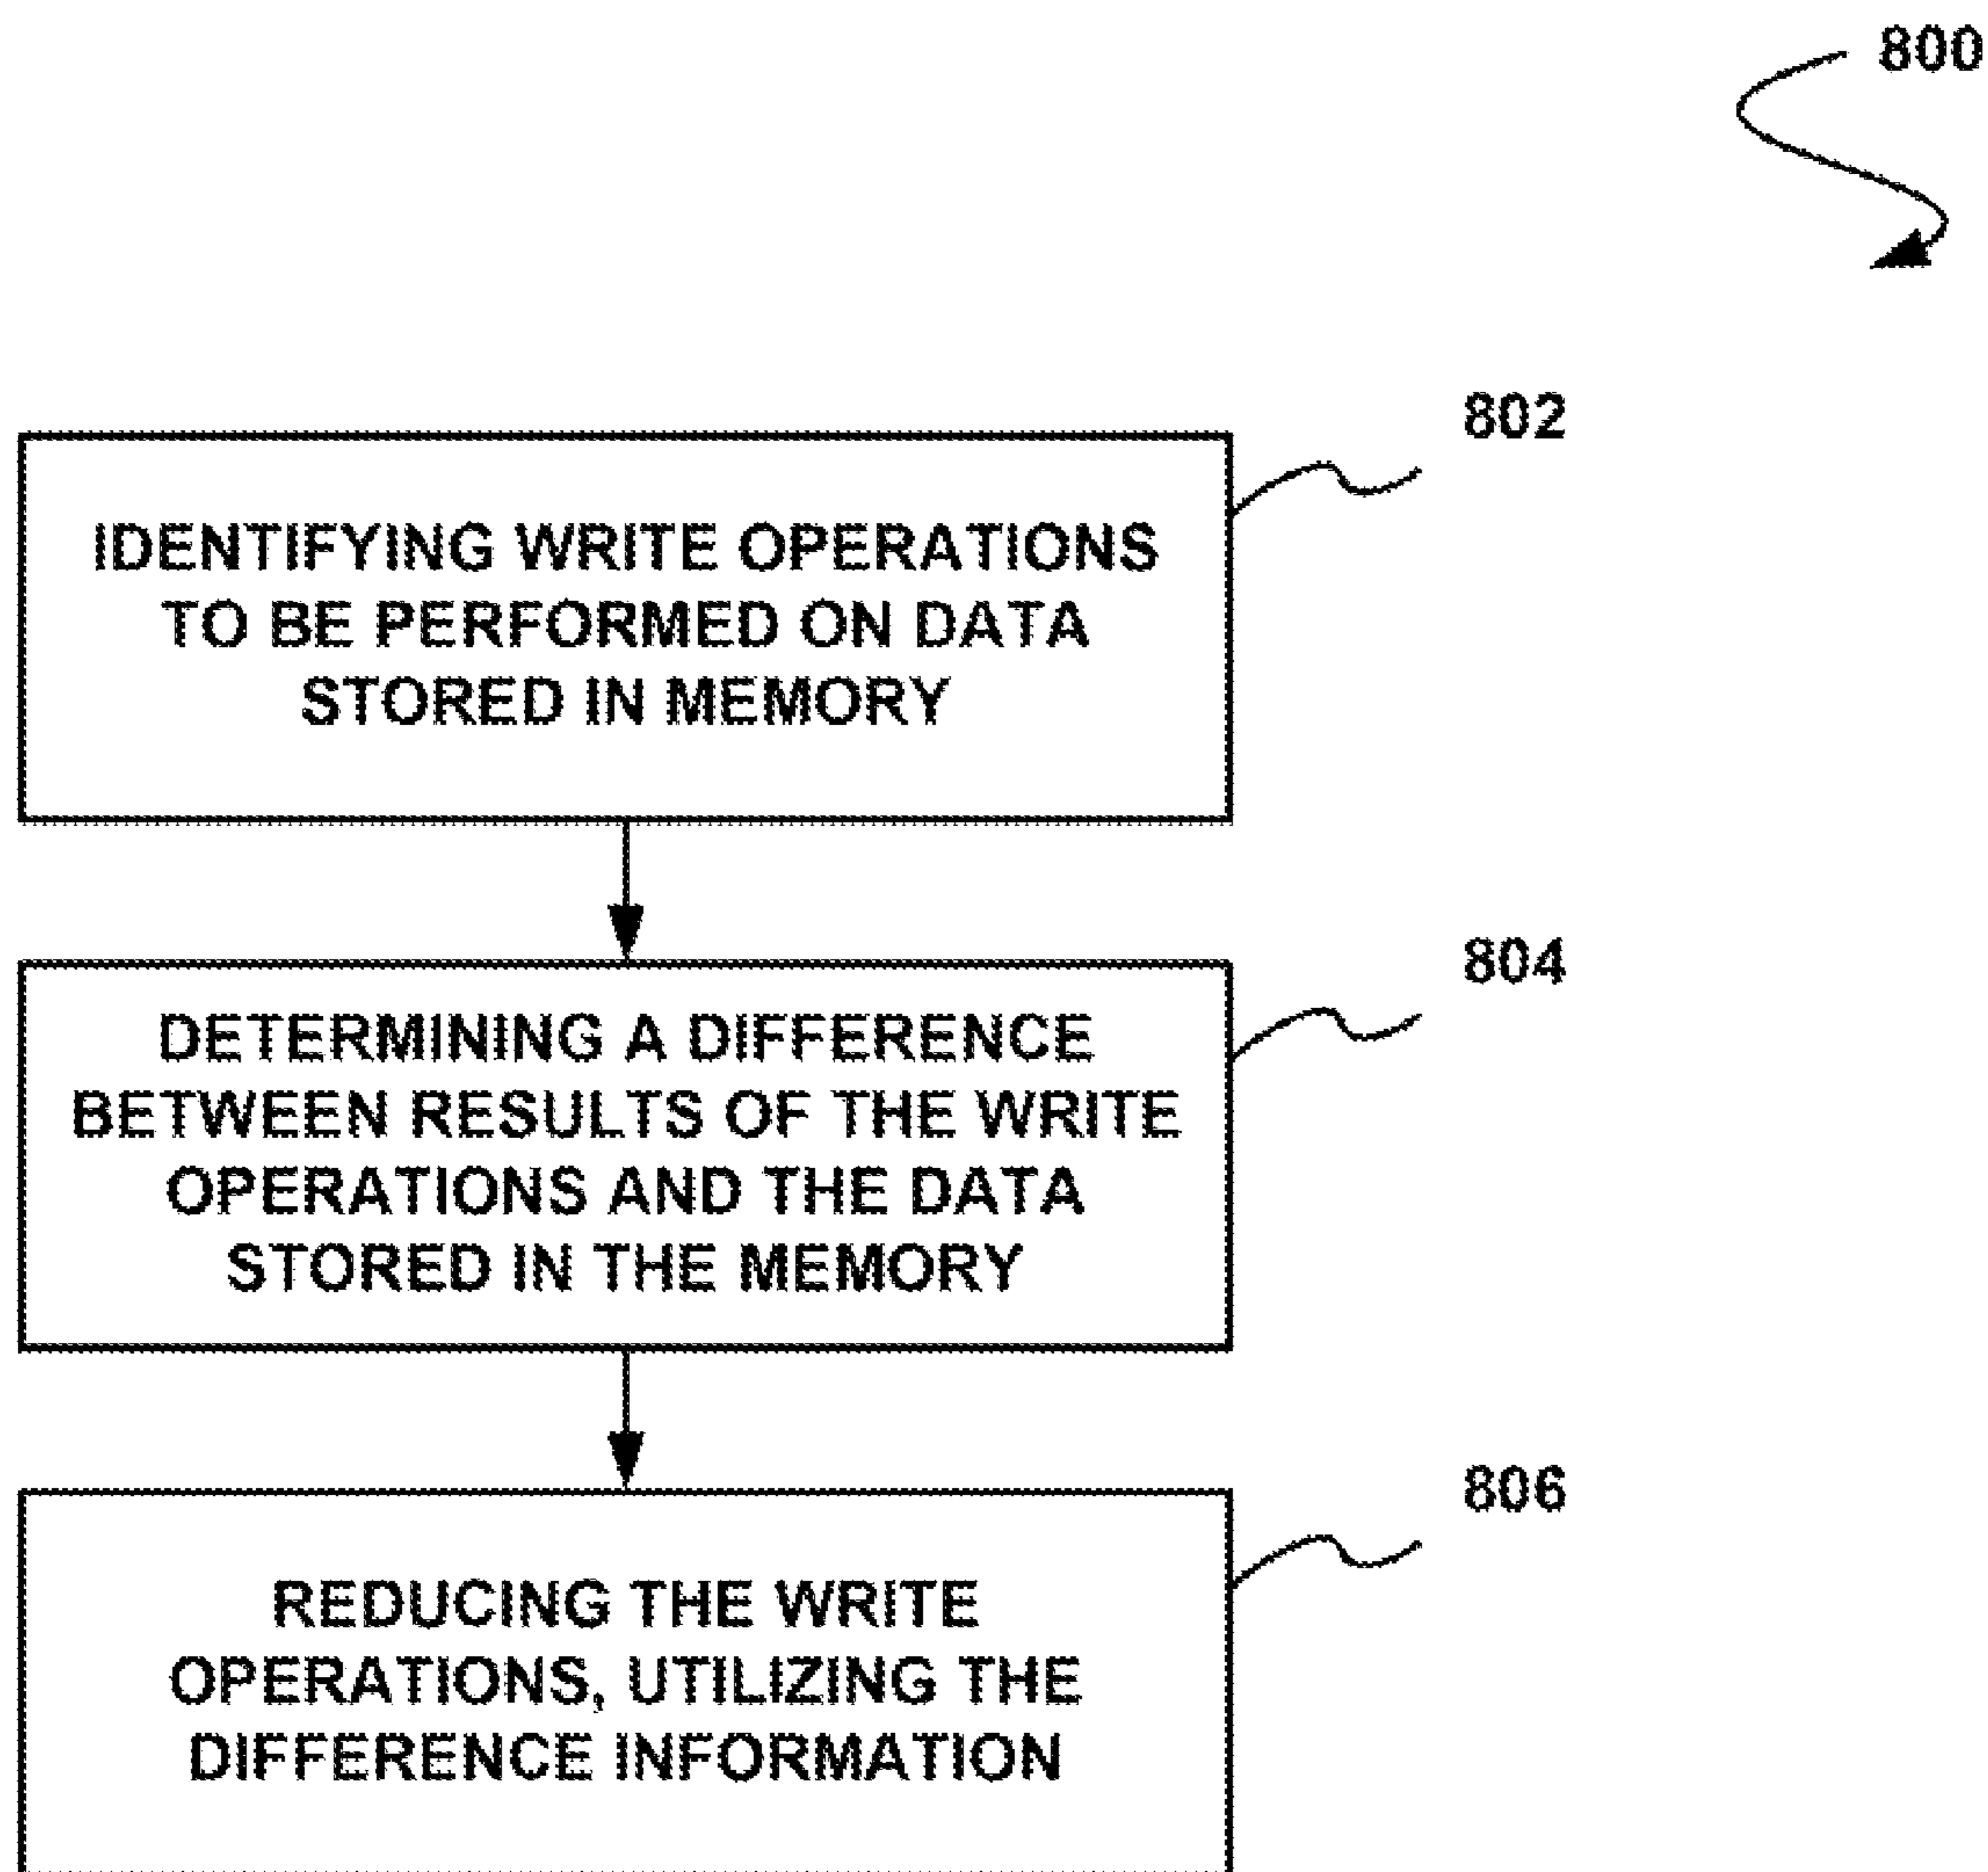 800
802
IDENTIFYING WRITE OPERATIONS
TO BE PERFORMED ON DATA
STORED IN MEMORY
804
DETERMINING A DIFFERENCE
BETWEEN RESULTS OF THE WRITE
OPERATIONS AND THE DATA
STORED IN THE MEMORY
806
REDUCING THE WRITE
OPERATIONS, UTILIZING THE
DIFFERENCE INFORMATION